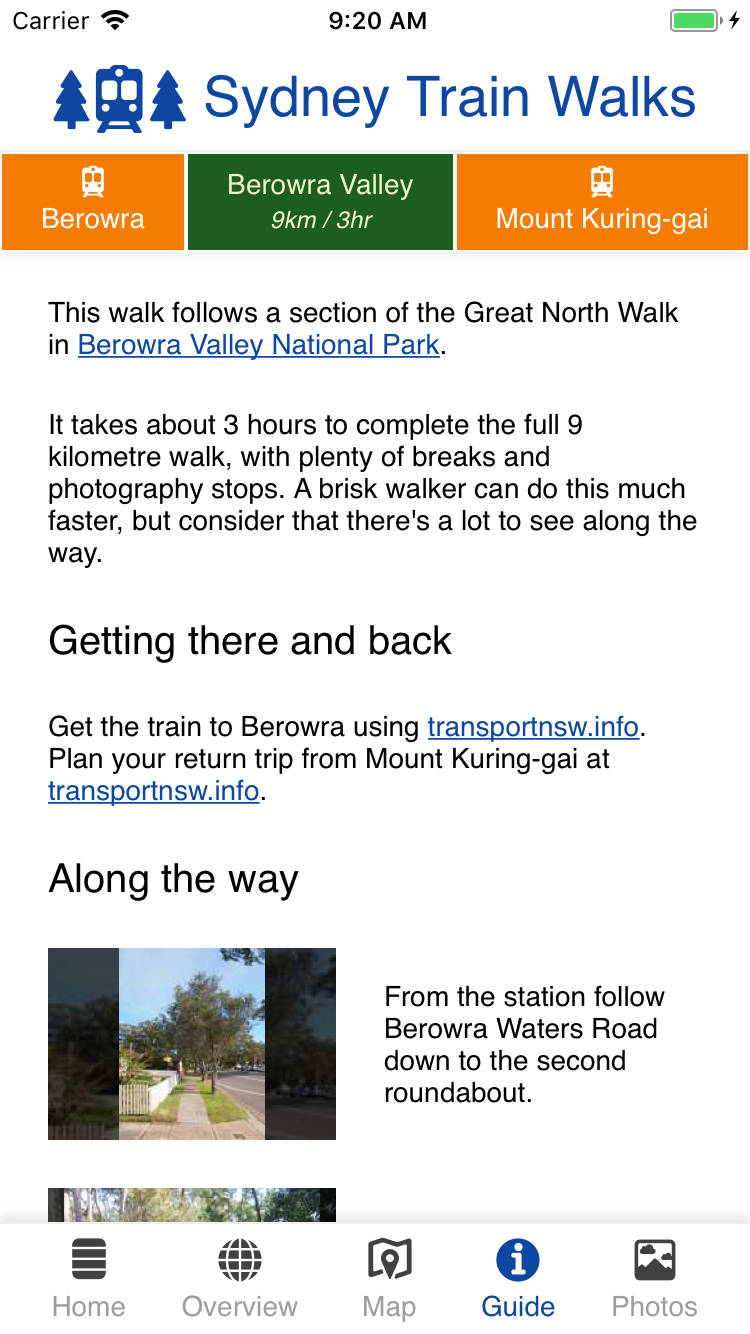 Carrier 9:20 AM
Sydney Train Walks
Berowra
Berowra Valley
9km / 3hr
Mount Kuring-gai
This walk follows a section of the Great North Walk
in Berowra Valley National Park.
It takes about 3 hours to complete the full 9
kilometre walk, with plenty of breaks and
photography stops. A brisk walker can do this much
faster, but consider that there's a lot to see along the
way.
Getting there and back
Get the train to Berowra using transportnsw.info.
Plan your return trip from Mount Kuring-gai at
transportnsw.info.
Along the way
From the station follow
Berowra Waters Road
down to the second
roundabout.
Home Overview Map Guide Photos